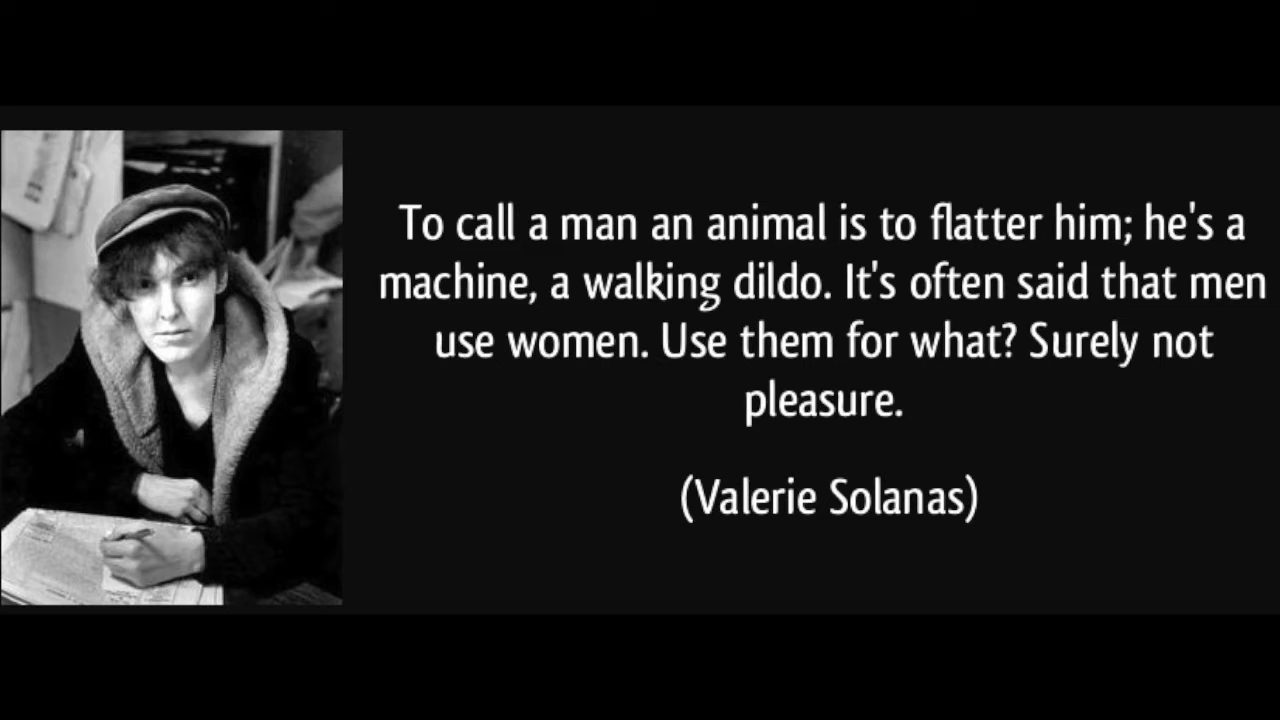 To call a man an animal is to flatter him; he's a
machine, a walking dildo. It's often said that men
use women. Use them for what? Surely not
pleasure.
(Valerie Solanas)